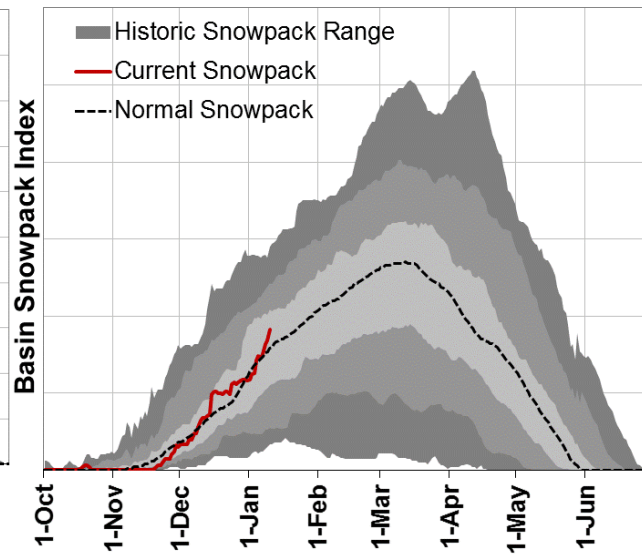 Historic Snowpack Range
Current Snowpack
Normal Snowpack
Basin Snowpack Index
1-Oct
1-Nov
1-Dec
1-Jan
1-Feb
1-Mar
1-Apr
1-May
1-Jun